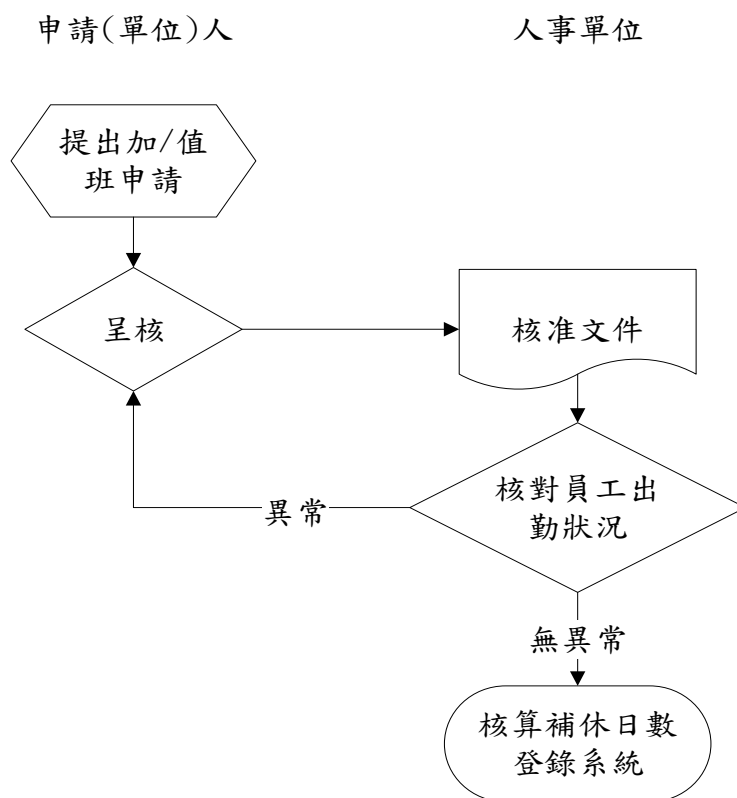 申請(單位)人
人事單位
提出加/值
班申請
呈核
核准文件
核對員工出
勤狀況
異常
無異常
核算補休日數
登錄系統